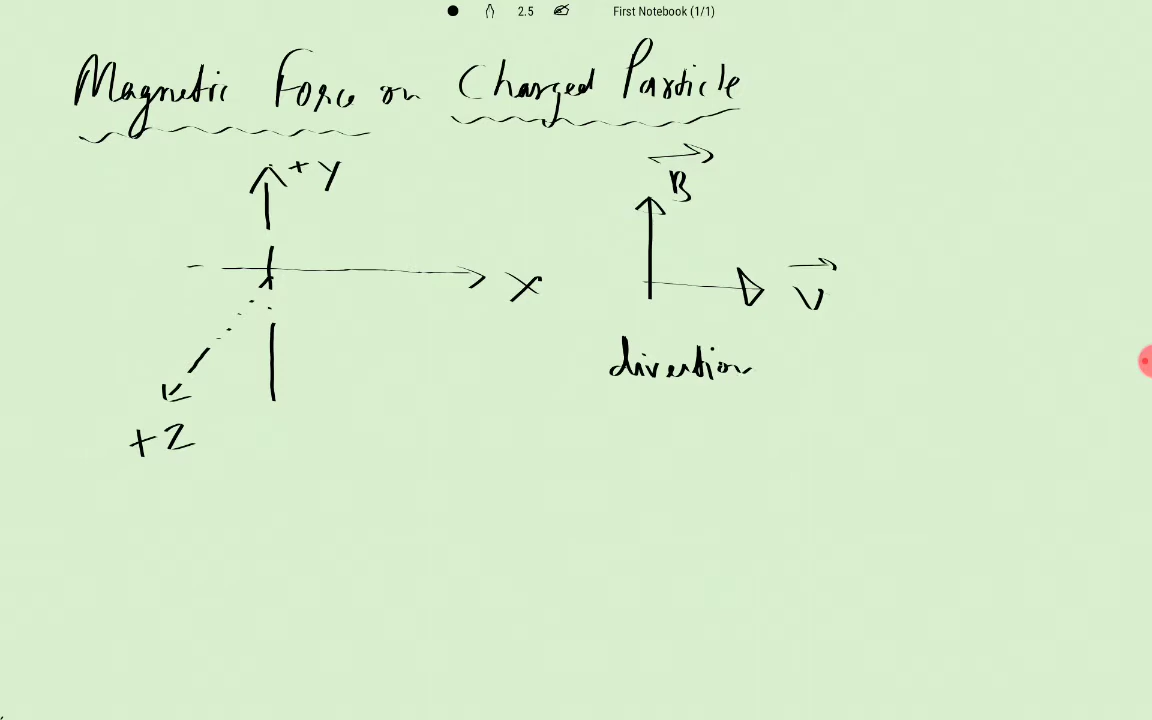 2.5 First Notebook (1/1)
Magnetic Force on Charged Particle
+Y
B
X
V
direction
+Z